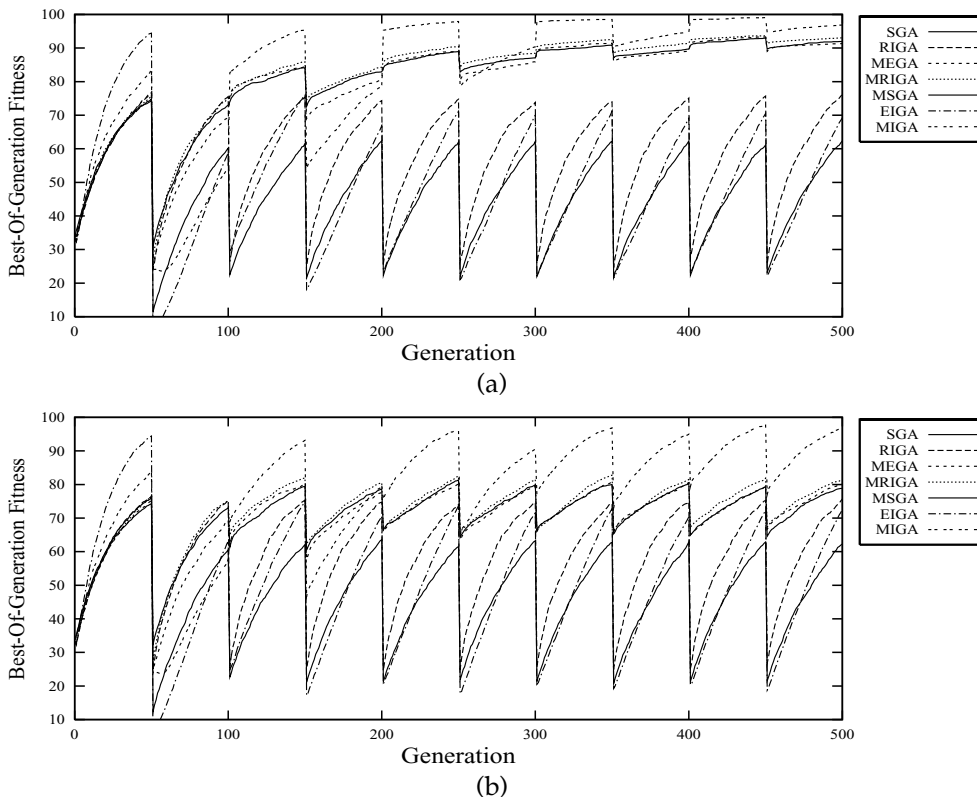 100
90
80
70
60
50
40
30
20
10
Best-Of-Generation Fitness
0
100
200
300
400
500
Generation
SGA
RIGA
MEGA
MRIGA
MSGA
EIGA
MIGA
(a)
100
90
80
70
60
50
40
30
20
10
Best-Of-Generation Fitness
0
100
200
300
400
500
Generation
SGA
RIGA
MEGA
MRIGA
MSGA
EIGA
MIGA
(b)